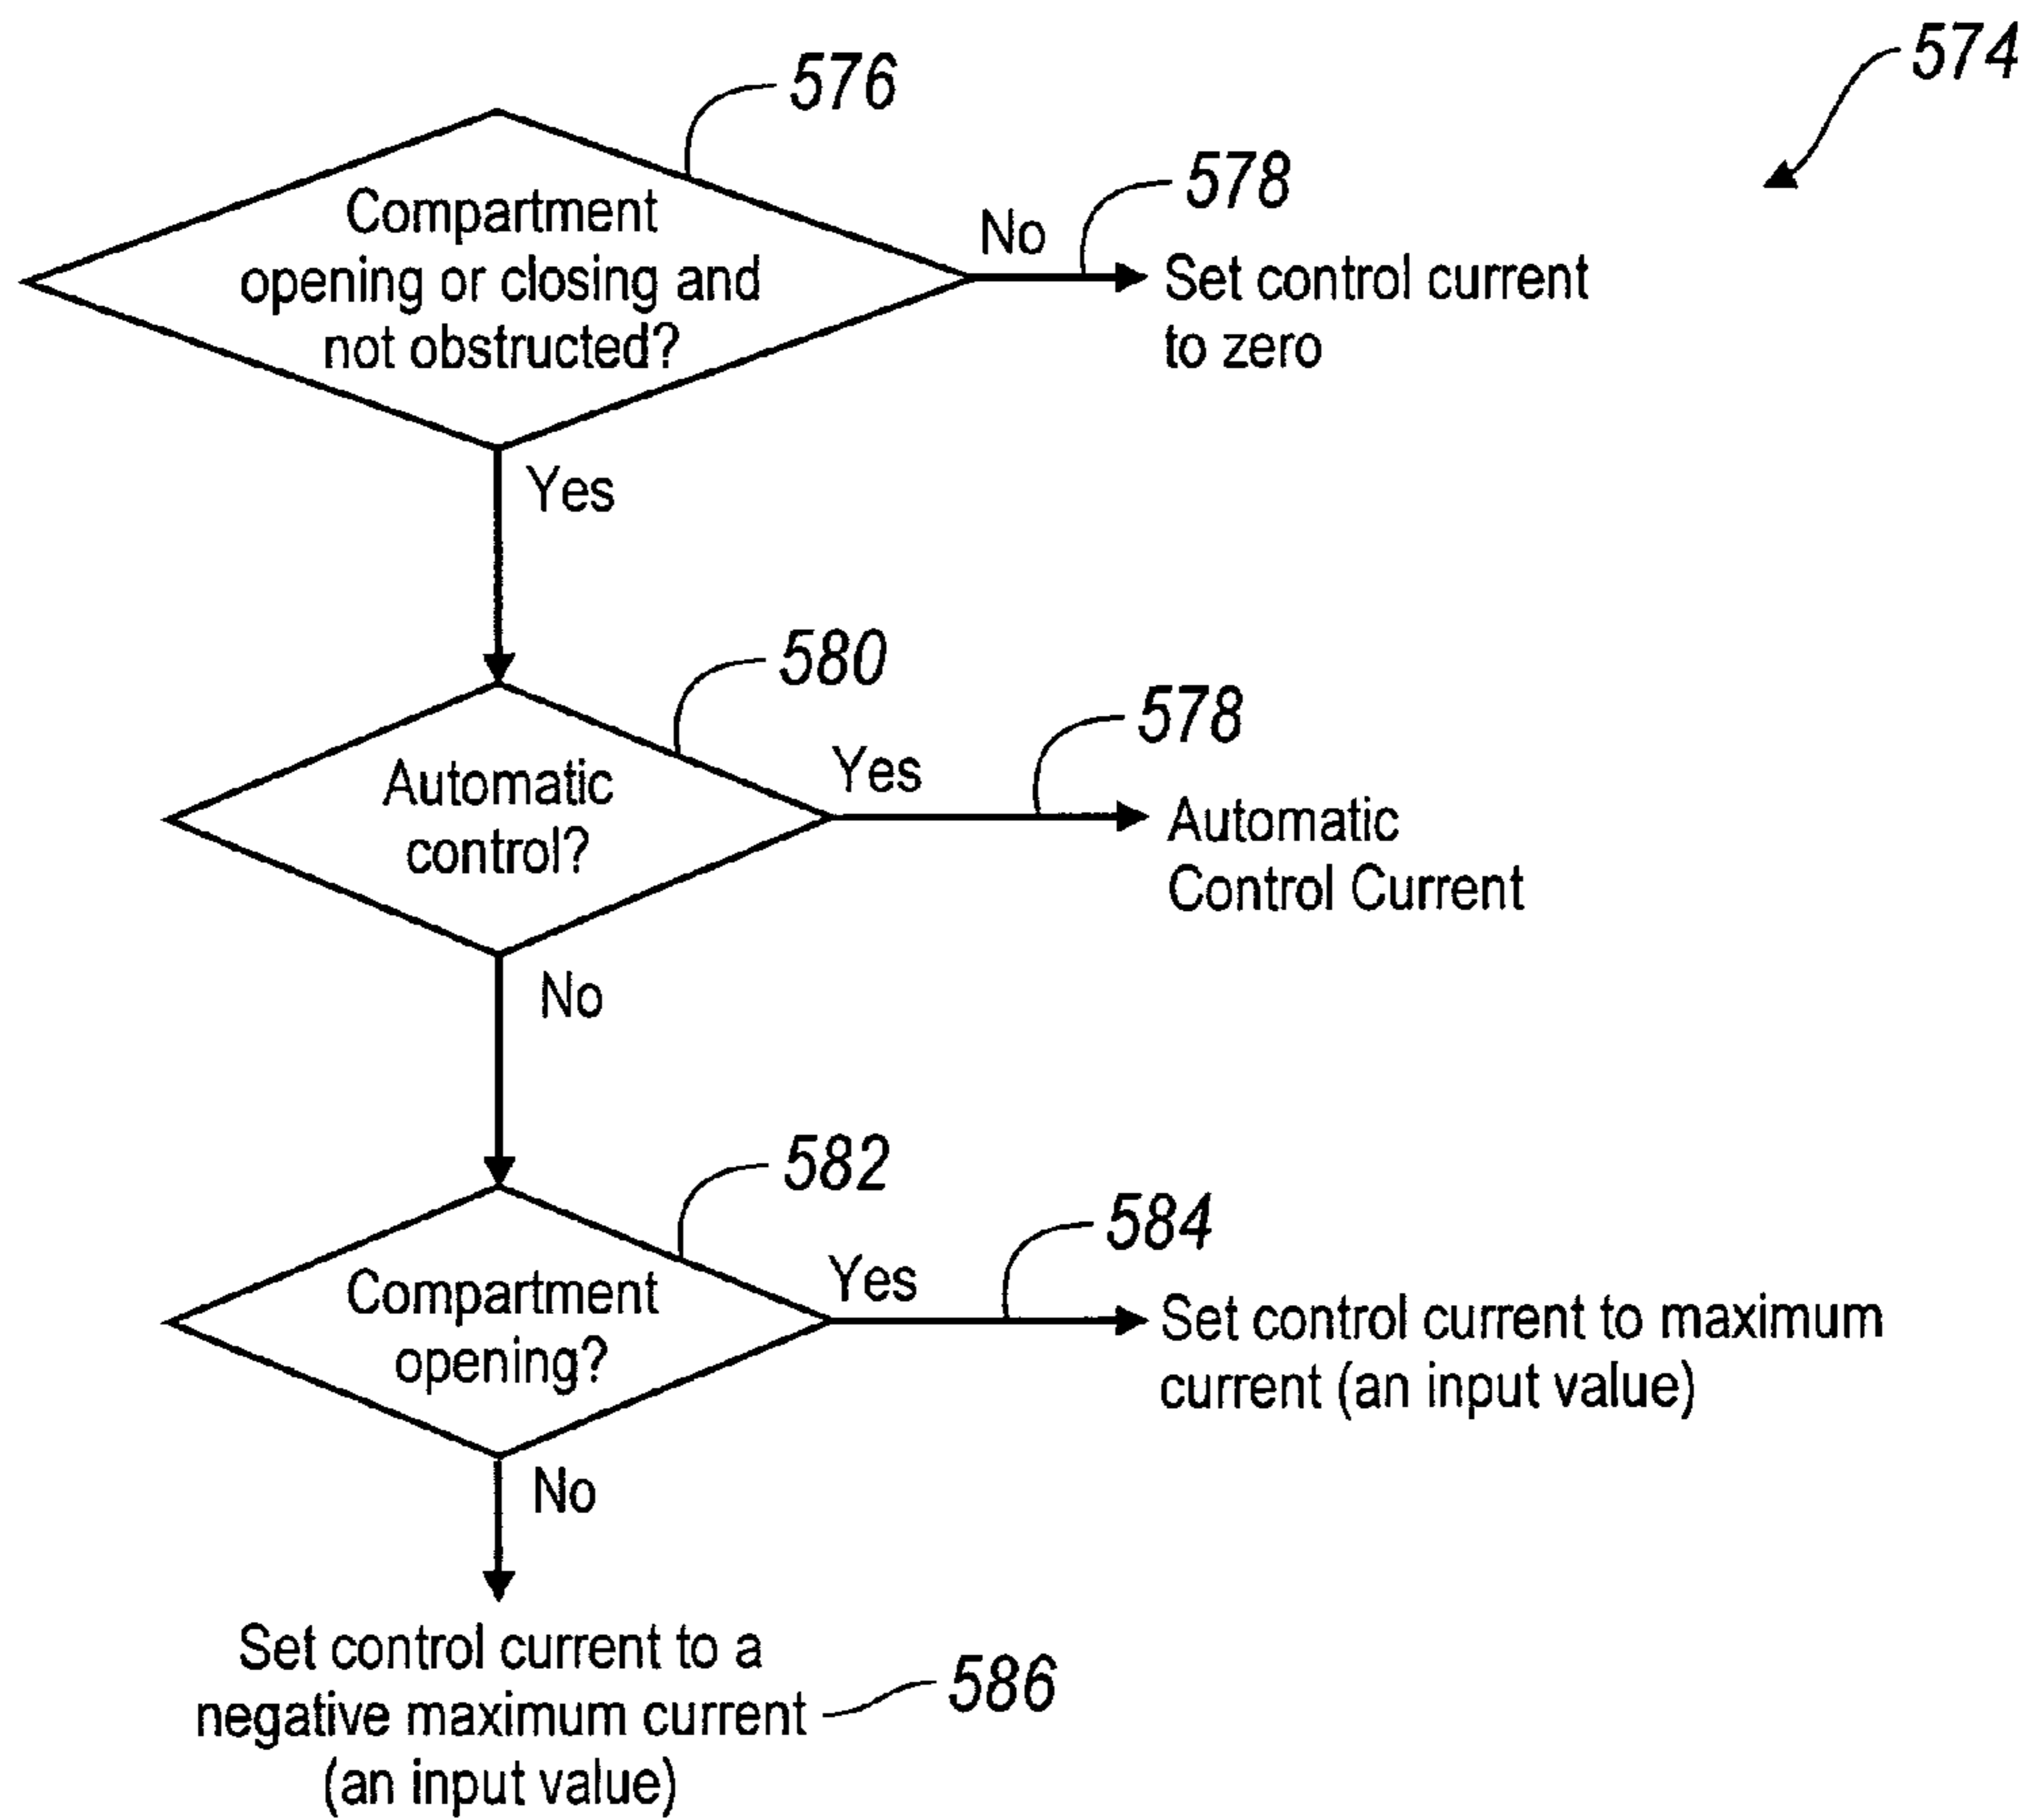 574
576
Compartment
opening or closing and
not obstructed?
No
578
Set control current
to zero
Yes
580
Automatic
control?
Yes
578
Automatic
Control Current
No
582
Compartment
opening?
Yes
584
Set control current to maximum
current (an input value)
No
Set control current to a
negative maximum current
(an input value)
586